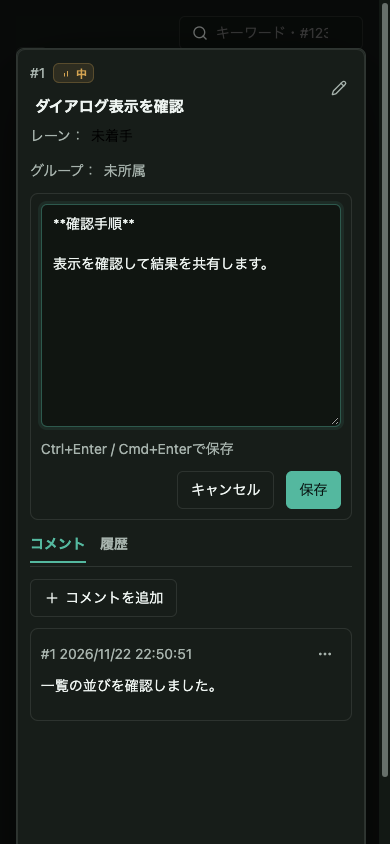 キーワード・#123
#1 中
ダイアログ表示を確認
レーン： 未着手
グループ： 未所属
**確認手順**
表示を確認して結果を共有します。
Ctrl+Enter / Cmd+Enterで保存
キャンセル 保存
コメント 履歴
＋ コメントを追加
#1 2026/11/22 22:50:51 ...
一覧の並びを確認しました。